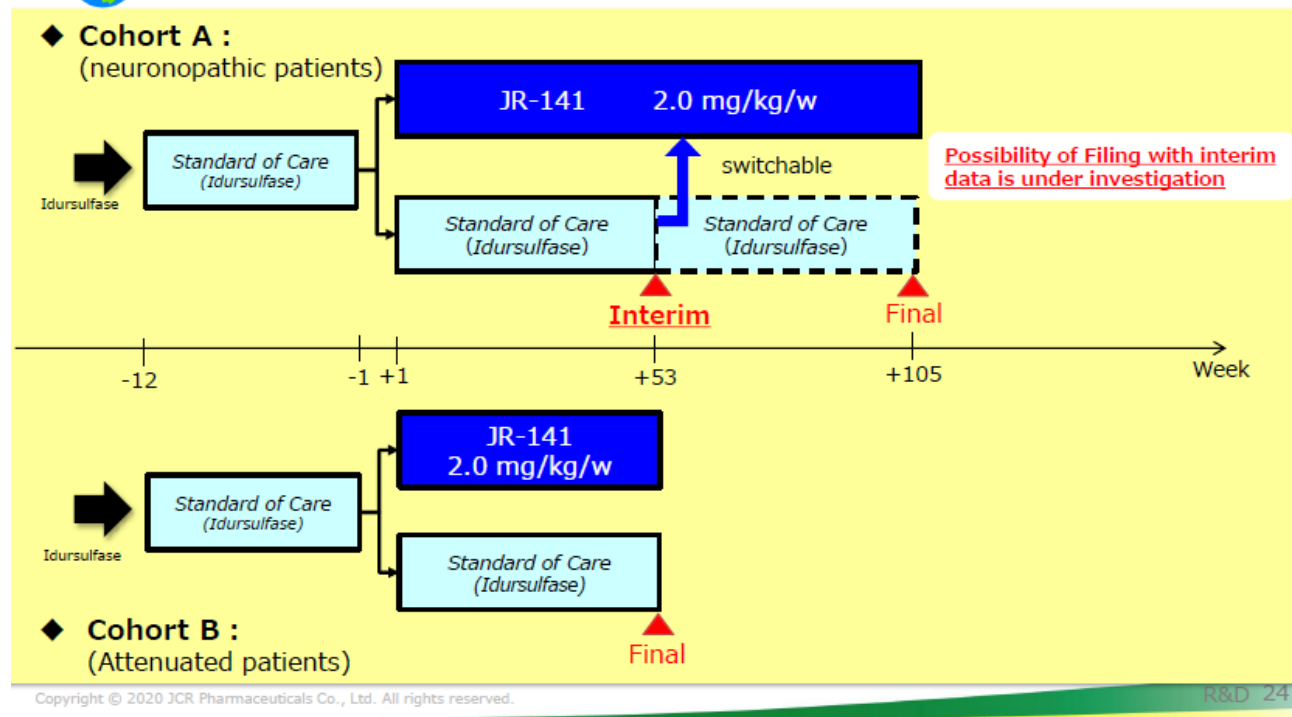 ◆ Cohort A :
(neuronopathic patients)
JR-141 2.0 mg/kg/w
Idursulfase
Standard of Care
(Idursulfase)
switchable
Possibility of Filing with interim
data is under investigation
Standard of Care
(Idursulfase)
Standard of Care
(Idursulfase)
Interim
Final
-12 -1 +1 +53 +105 Week
JR-141
2.0 mg/kg/w
Idursulfase
Standard of Care
(Idursulfase)
Standard of Care
(Idursulfase)
Final
◆ Cohort B :
(Attenuated patients)
Copyright © 2020 JCR Pharmaceuticals Co., Ltd. All rights reserved.
R&D 24